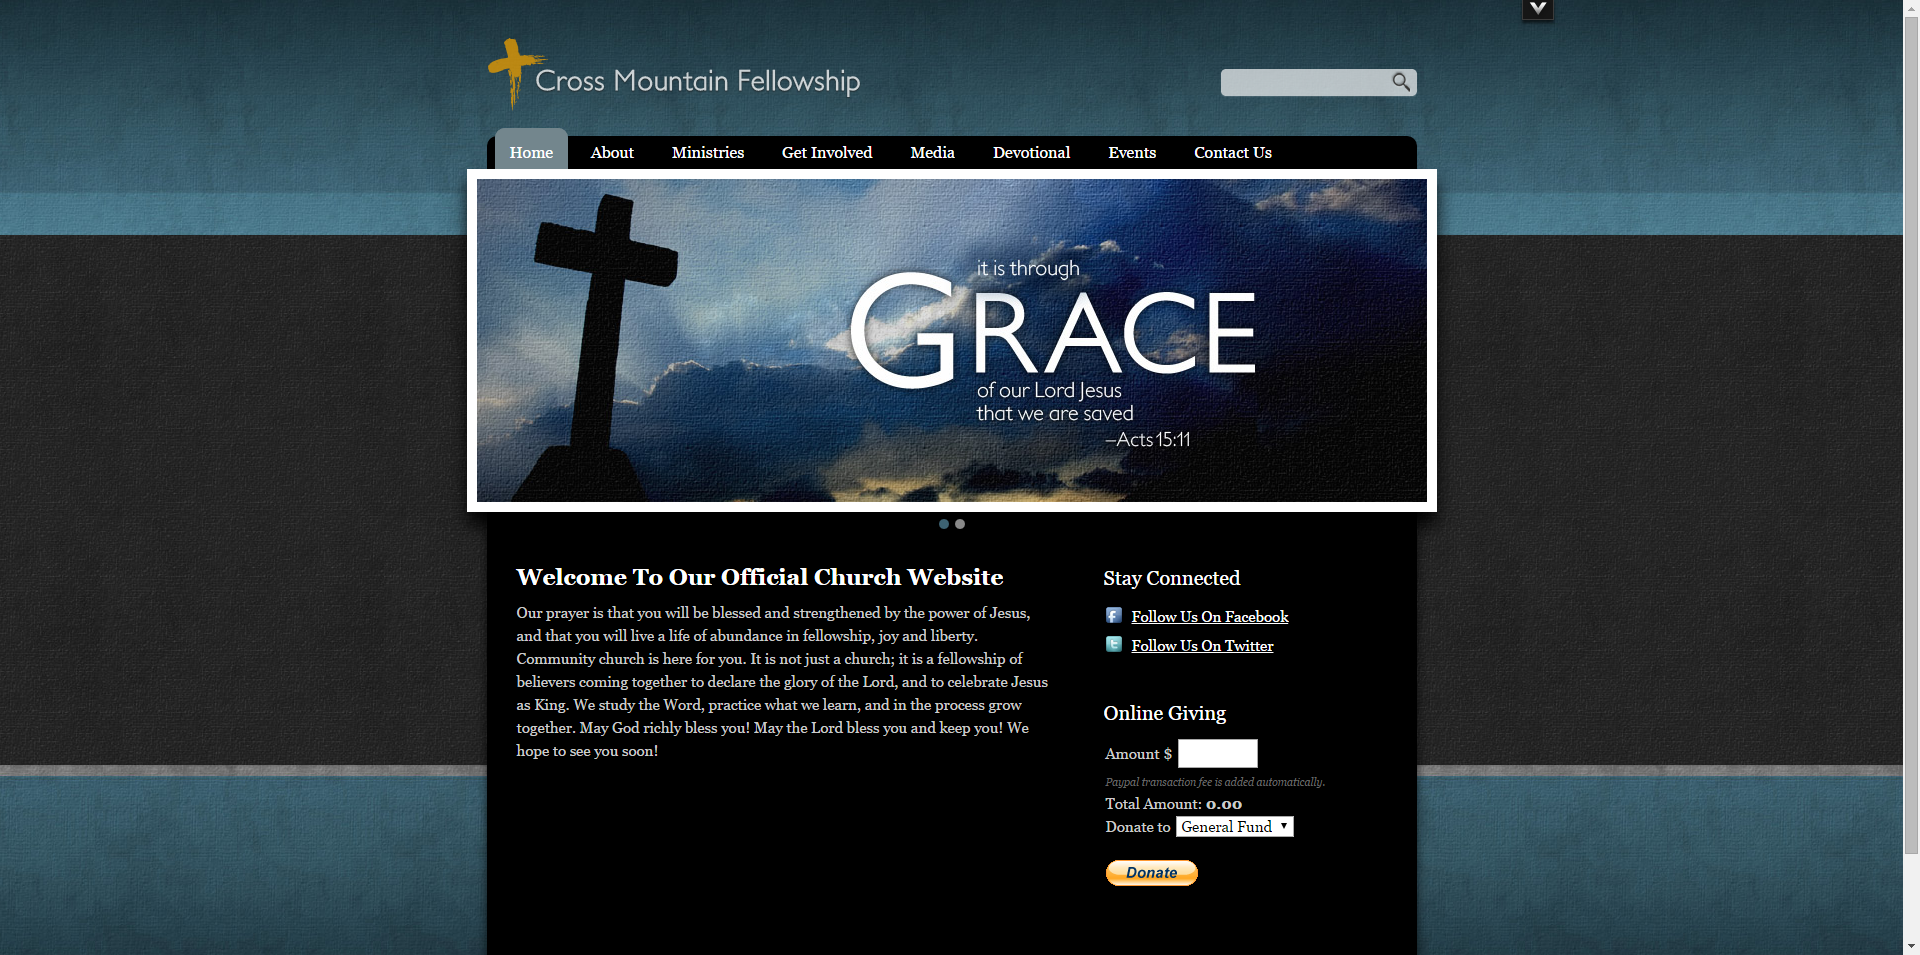 Cross Mountain Fellowship
Home About Ministries Get Involved Media Devotional Events Contact Us
it is through
GRACE
of our Lord Jesus
that we are saved
–Acts 15:11
Welcome To Our Official Church Website
Our prayer is that you will be blessed and strengthened by the power of Jesus,
and that you will live a life of abundance in fellowship, joy and liberty.
Community church is here for you. It is not just a church; it is a fellowship of
believers coming together to declare the glory of the Lord, and to celebrate Jesus
as King. We study the Word, practice what we learn, and in the process grow
together. May God richly bless you! May the Lord bless you and keep you! We
hope to see you soon!
Stay Connected
Follow Us On Facebook
Follow Us On Twitter
Online Giving
Amount $
Paypal transaction fee is added automatically.
Total Amount: 0.00
Donate to General Fund
Donate